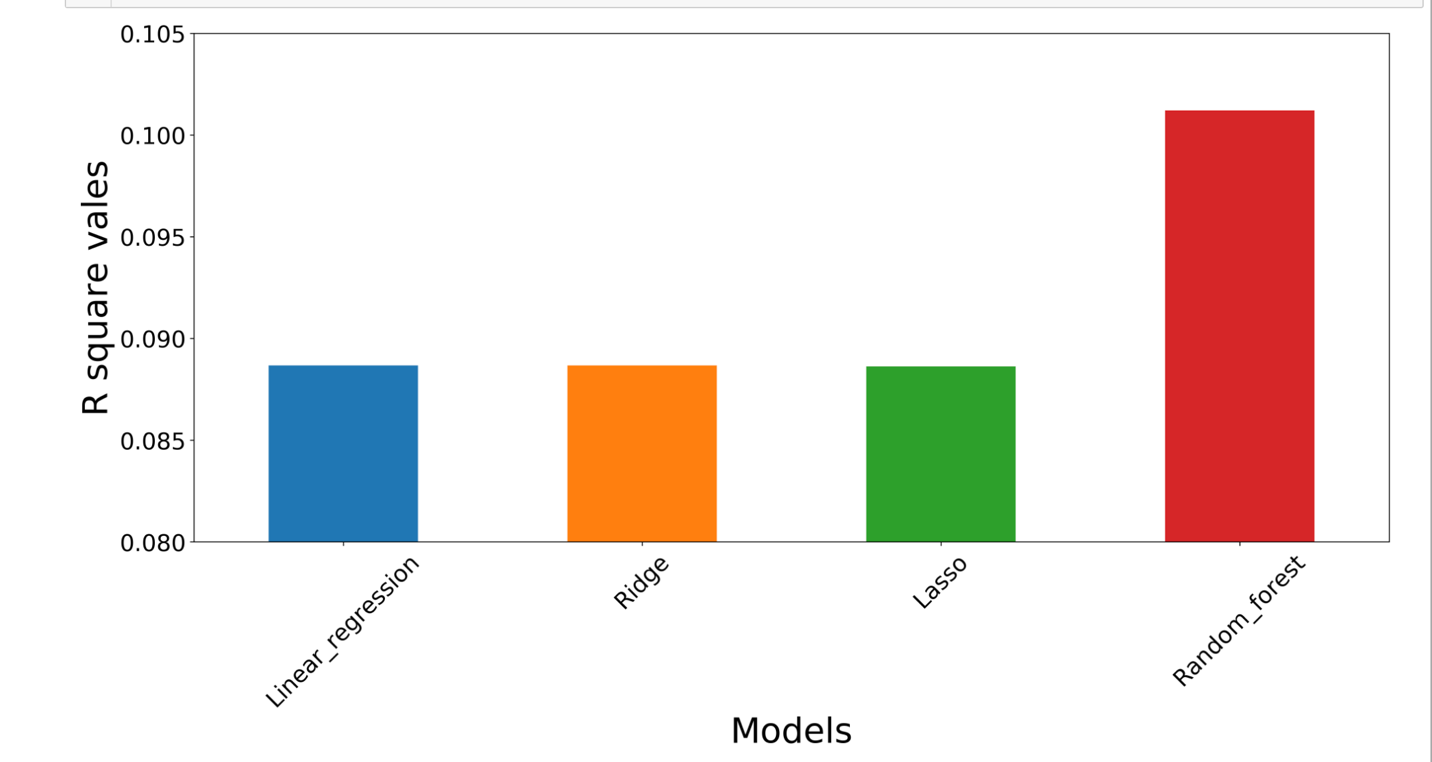 0.105
0.100
0.095
0.090
0.085
0.080
R square vales
Linear_regression
Ridge
Lasso
Random_forest
Models